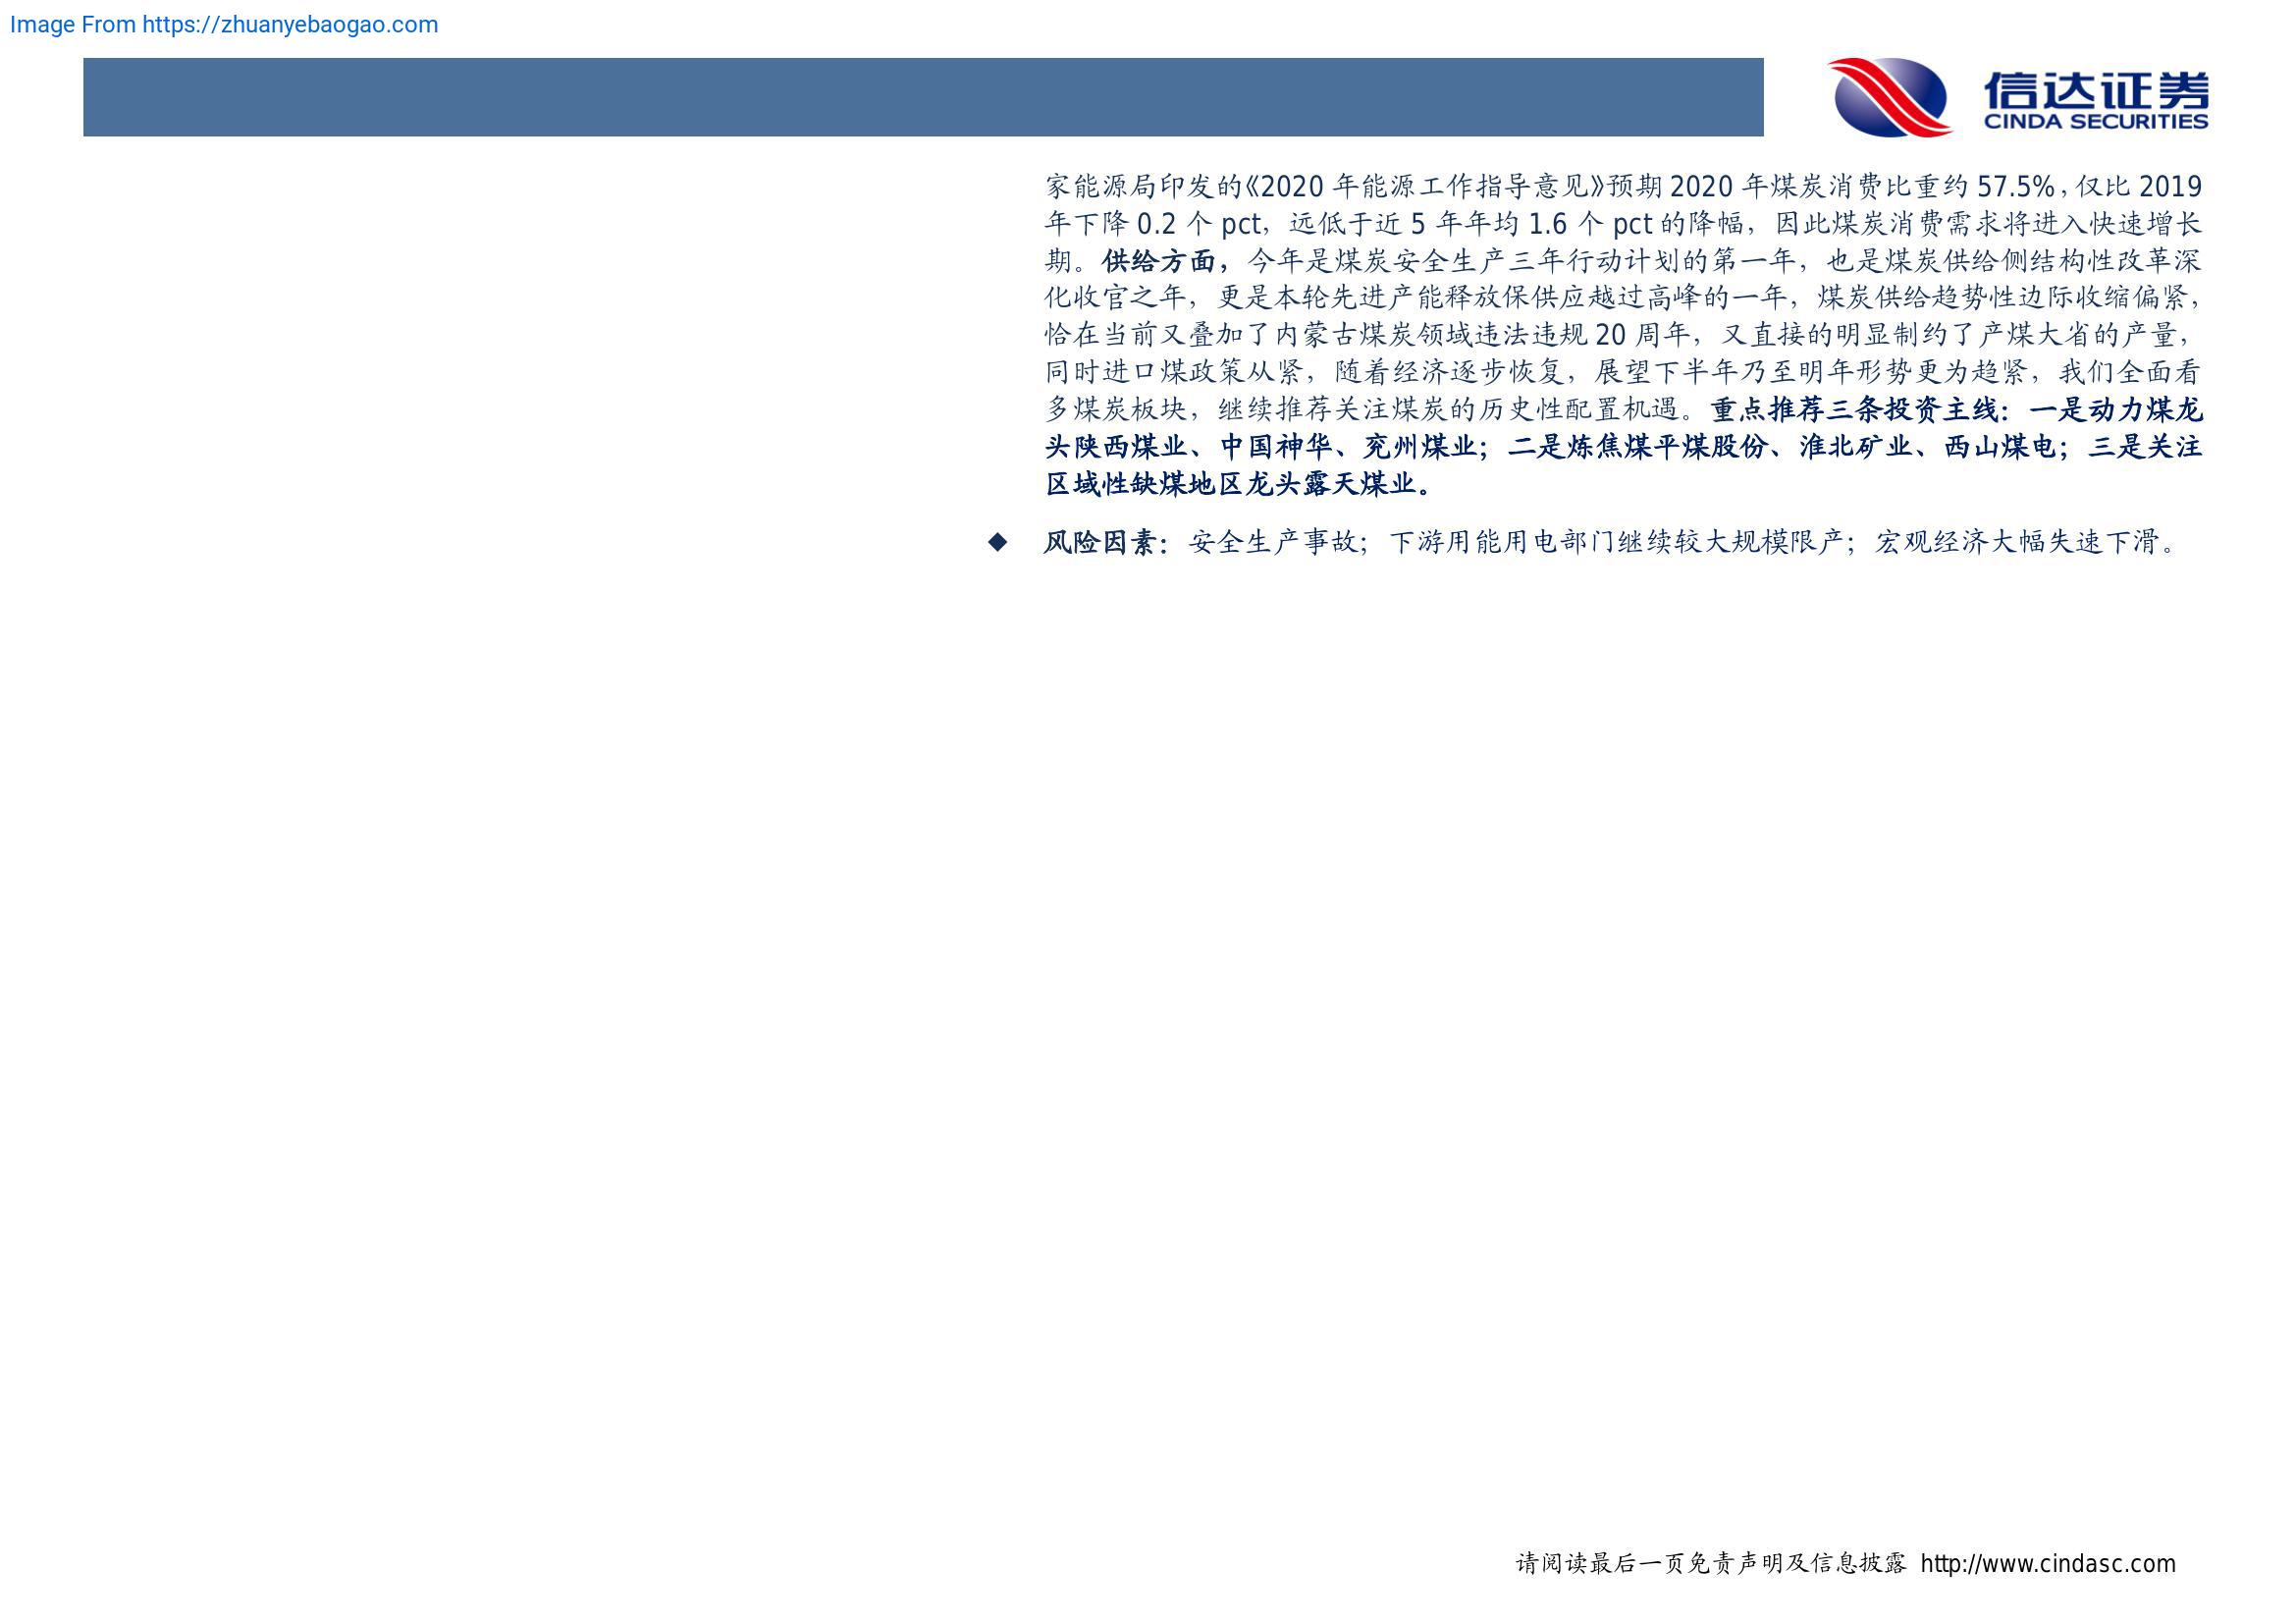 Image From https://zhuanyebaogao.com
信达证券
CINDA SECURITIES
家能源局印发的《2020 年能源工作指导意见》预期 2020 年煤炭消费比重约 57.5%，仅比 2019
年下降 0.2 个 pct，远低于近 5 年年均 1.6 个 pct 的降幅，因此煤炭消费需求将进入快速增长
期。供给方面，今年是煤炭安全生产三年行动计划的第一年，也是煤炭供给侧结构性改革深
化收官之年，更是本轮先进产能释放保供应越过高峰的一年，煤炭供给趋势性边际收缩偏紧，
恰在当前又叠加了内蒙古煤炭领域违法违规 20 周年，又直接的明显制约了产煤大省的产量，
同时进口煤政策从紧，随着经济逐步恢复，展望下半年乃至明年形势更为趋紧，我们全面看
多煤炭板块，继续推荐关注煤炭的历史性配置机遇。重点推荐三条投资主线：一是动力煤龙
头陕西煤业、中国神华、兖州煤业；二是炼焦煤平煤股份、淮北矿业、西山煤电；三是关注
区域性缺煤地区龙头露天煤业。
◆ 风险因素：安全生产事故；下游用能用电部门继续较大规模限产；宏观经济大幅失速下滑。
请阅读最后一页免责声明及信息披露 http://www.cindasc.com